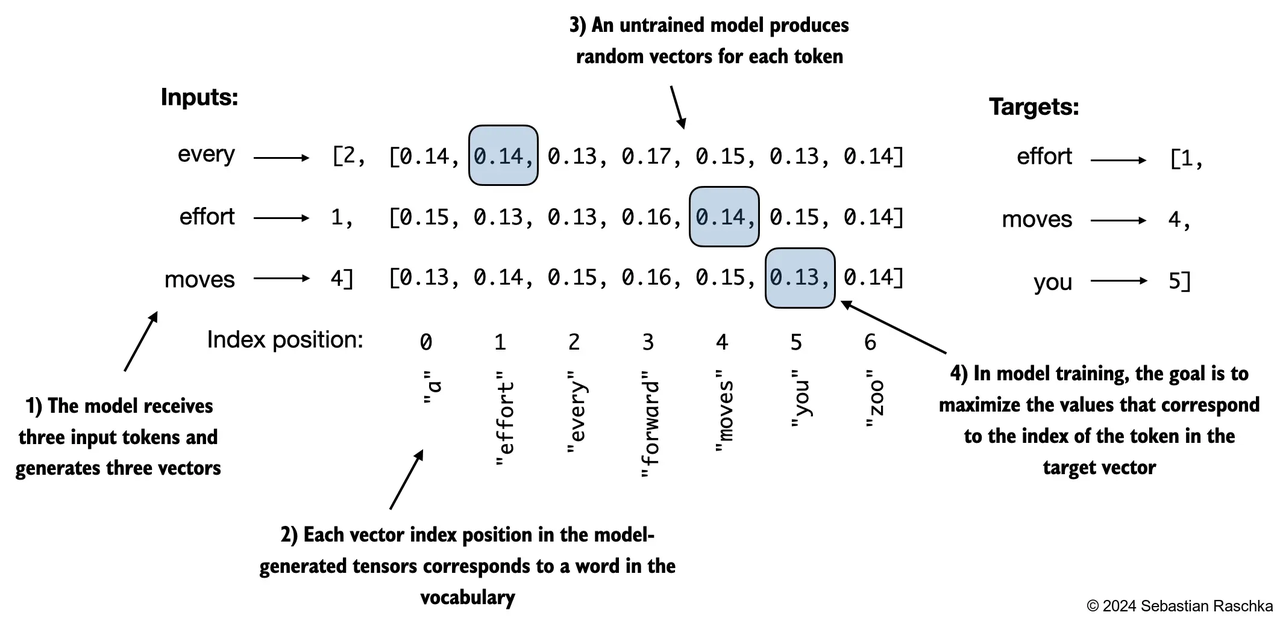 3) An untrained model produces
random vectors for each token
Inputs:
Targets:
every [2, [0.14, 0.14, 0.13, 0.17, 0.15, 0.13, 0.14] effort [1,
effort 1, [0.15, 0.13, 0.13, 0.16, 0.14, 0.15, 0.14] moves 4,
moves 4] [0.13, 0.14, 0.15, 0.16, 0.15, 0.13, 0.14] you 5]
Index position: 0 1 2 3 4 5 6
"a" "effort" "every" "forward" "moves" "you" "zoo"
1) The model receives
three input tokens and
generates three vectors
4) In model training, the goal is to
maximize the values that correspond
to the index of the token in the
target vector
2) Each vector index position in the model-
generated tensors corresponds to a word in the
vocabulary
© 2024 Sebastian Raschka